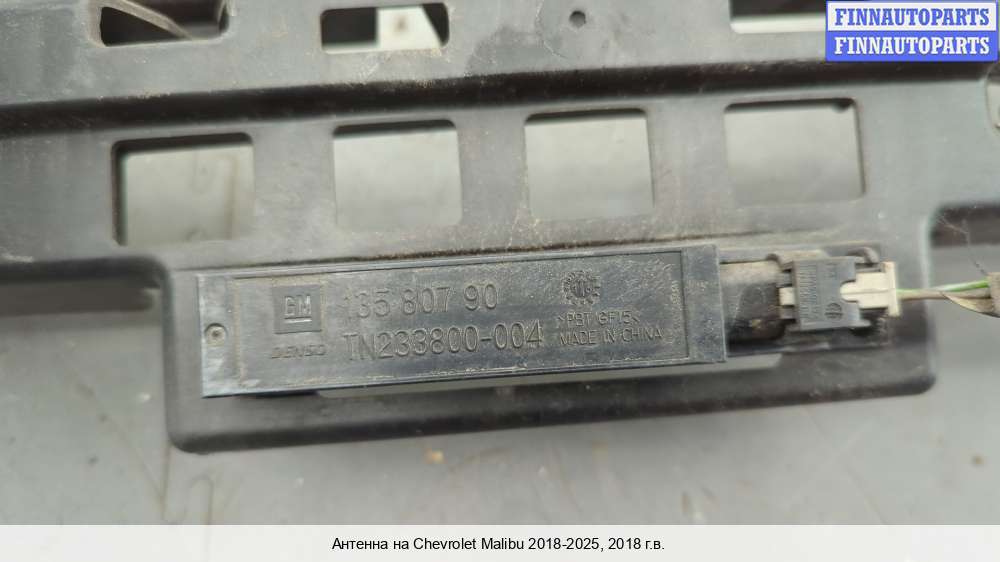 FINNAUTOPARTS
FINNAUTOPARTS
GM
135 807 90
DENSO
TN233800-004
>PBT GF15<
MADE IN CHINA
Антенна на Chevrolet Malibu 2018-2025, 2018 г.в.